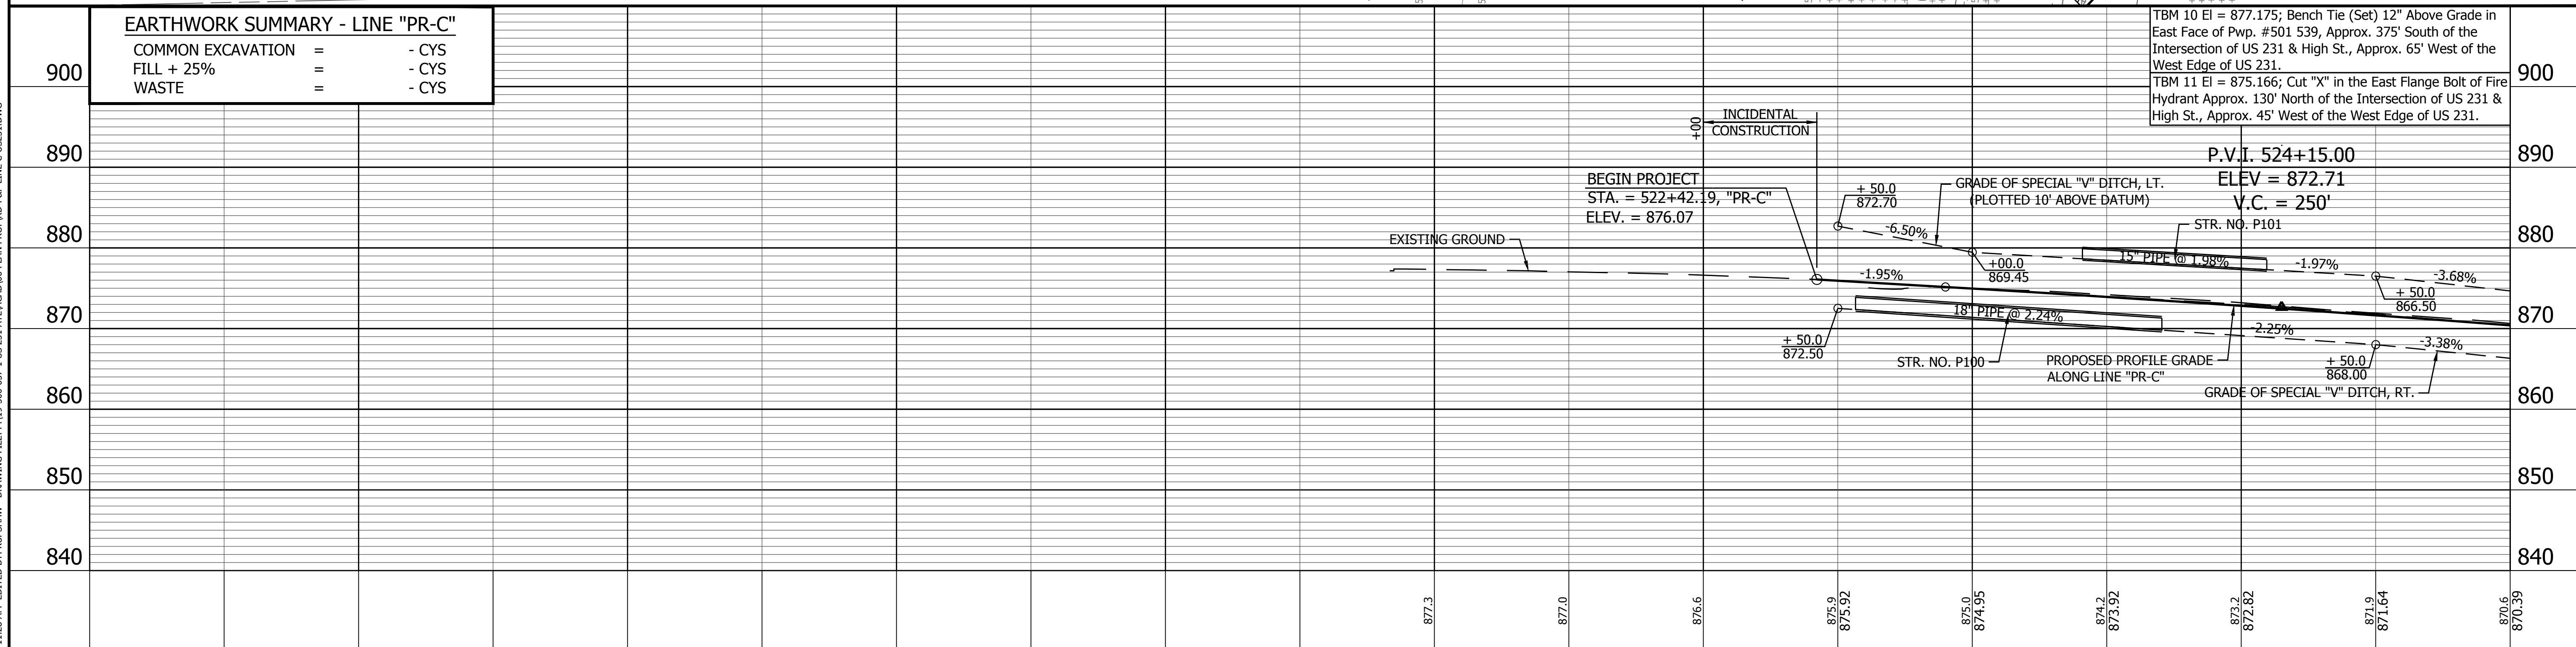 EARTHWORK SUMMARY - LINE "PR-C"
COMMON EXCAVATION = - CYS
FILL + 25% = - CYS
WASTE = - CYS
TBM 10 El = 877.175; Bench Tie (Set) 12" Above Grade in
East Face of Pwp. #501 539, Approx. 375' South of the
Intersection of US 231 & High St., Approx. 65' West of the
West Edge of US 231.
TBM 11 El = 875.166; Cut "X" in the East Flange Bolt of Fire
Hydrant Approx. 130' North of the Intersection of US 231 &
High St., Approx. 45' West of the West Edge of US 231.
900
890
880
870
860
850
840
900
890
880
870
860
850
840
+00
INCIDENTAL
CONSTRUCTION
BEGIN PROJECT
STA. = 522+42.19, "PR-C"
ELEV. = 876.07
EXISTING GROUND
+ 50.0
872.70
GRADE OF SPECIAL "V" DITCH, LT.
(PLOTTED 10' ABOVE DATUM)
P.V.I. 524+15.00
ELEV = 872.71
V.C. = 250'
STR. NO. P101
-6.50%
+00.0
869.45
15" PIPE @ 1.98%
-1.97%
-3.68%
+ 50.0
866.50
-1.95%
18" PIPE @ 2.24%
-2.25%
-3.38%
+ 50.0
872.50
STR. NO. P100
PROPOSED PROFILE GRADE
ALONG LINE "PR-C"
+ 50.0
868.00
GRADE OF SPECIAL "V" DITCH, RT.
877.3
877.0
876.6
875.9
875.92
875.0
874.95
874.2
873.92
873.2
872.82
871.9
871.64
870.6
870.39